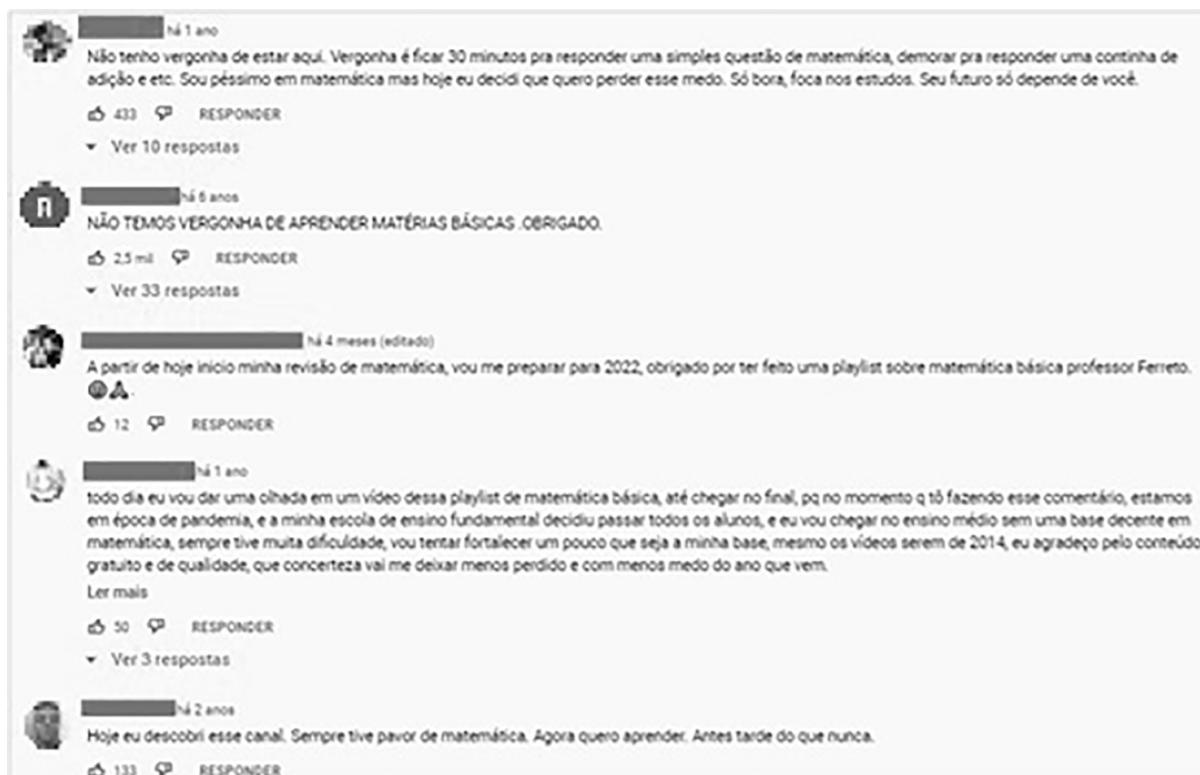 há 1 ano
Não tenho vergonha de estar aqui. Vergonha é ficar 30 minutos pra responder uma simples questão de matemática, demorar pra responder uma continha de
adição e etc. Sou péssimo em matemática mas hoje eu decidi que quero perder esse medo. Só bora, foca nos estudos. Seu futuro só depende de você.
433 RESPONDER
Ver 10 respostas
n
há 6 anos
NÃO TEMOS VERGONHA DE APRENDER MATÉRIAS BÁSICAS .OBRIGADO.
2,5 mil RESPONDER
Ver 33 respostas
há 4 meses (editado)
A partir de hoje inicio minha revisão de matemática, vou me preparar para 2022, obrigado por ter feito uma playlist sobre matemática básica professor Ferreto.
.
12 RESPONDER
há 1 ano
todo dia eu vou dar uma olhada em um vídeo dessa playlist de matemática básica, até chegar no final, pq no momento q tô fazendo esse comentário, estamos
em época de pandemia, e a minha escola de ensino fundamental decidiu passar todos os alunos, e eu vou chegar no ensino médio sem uma base decente em
matemática, sempre tive muita dificuldade, vou tentar fortalecer um pouco que seja a minha base, mesmo os vídeos serem de 2014, eu agradeço pelo conteúdo
gratuito e de qualidade, que concerteza vai me deixar menos perdido e com menos medo do ano que vem.
Ler mais
50 RESPONDER
Ver 3 respostas
há 2 anos
Hoje eu descobri esse canal. Sempre tive pavor de matemática. Agora quero aprender. Antes tarde do que nunca.
133 RESPONDER